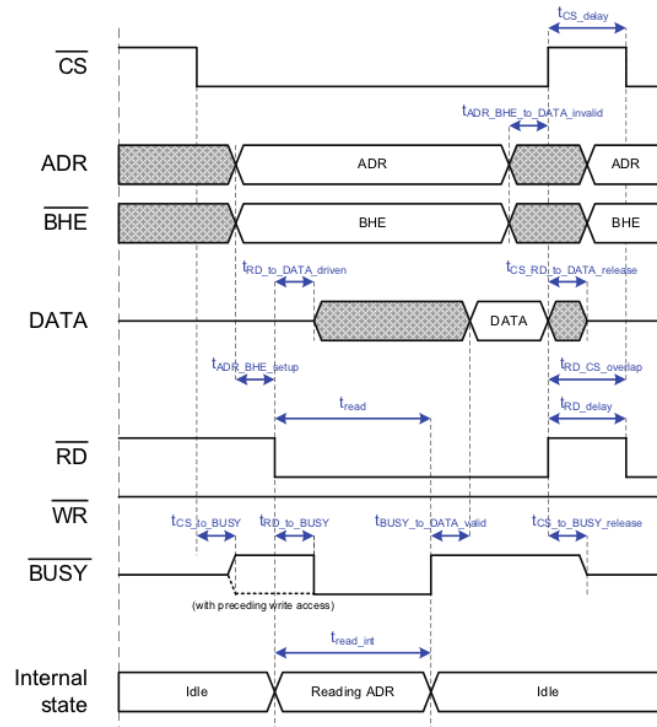 tCS_delay
CS
tADR_BHE_to_DATA_invalid
ADR
ADR
ADR
BHE
BHE
BHE
tRD_to_DATA_driven
tCS_RD_to_DATA_release
DATA
DATA
tADR_BHE_setup
tRD_CS_overlap
tread
tRD_delay
RD
WR
tCS_to_BUSY
tRD_to_BUSY
tBUSY_to_DATA_valid
tCS_to_BUSY_release
BUSY
(with preceding write access)
tread_int
Internal
state
Idle
Reading ADR
Idle